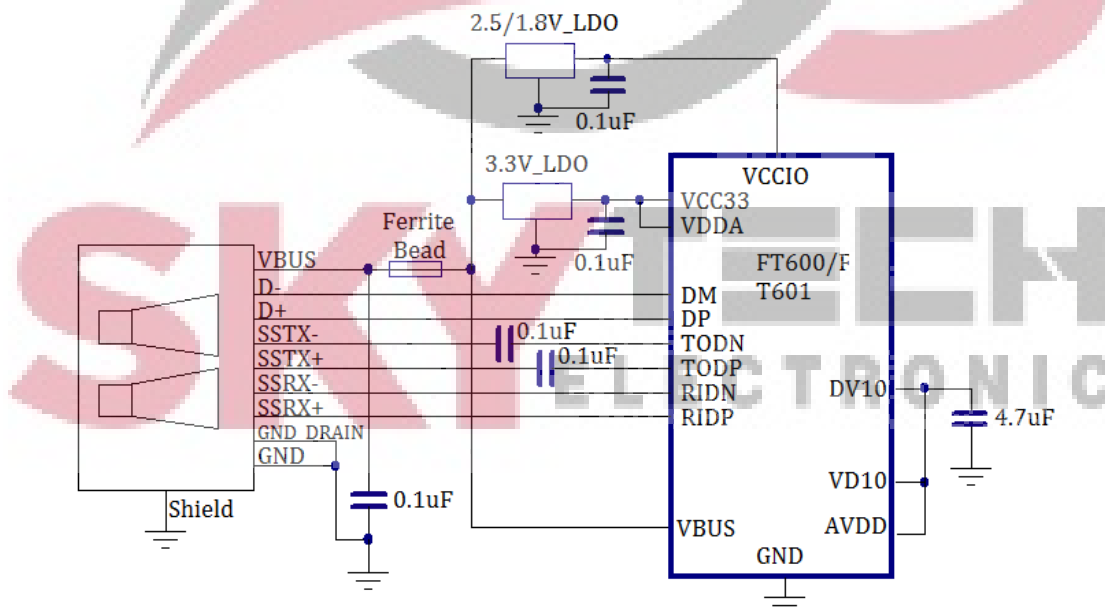 2.5/1.8V_LDO
0.1uF
3.3V_LDO
VCCIO
VCC33
VDDA
0.1uF
Ferrite
Bead
FT600/F
T601
VBUS
D-
D+
SSTX-
SSTX+
SSRX-
SSRX+
GND_DRAIN
GND
Shield
0.1uF
0.1uF
0.1uF
DM
DP
TODN
TODP
RIDN
RIDP
VBUS
DV10
VD10
AVDD
GND
4.7uF
SKYTECH
ELECTRONIC